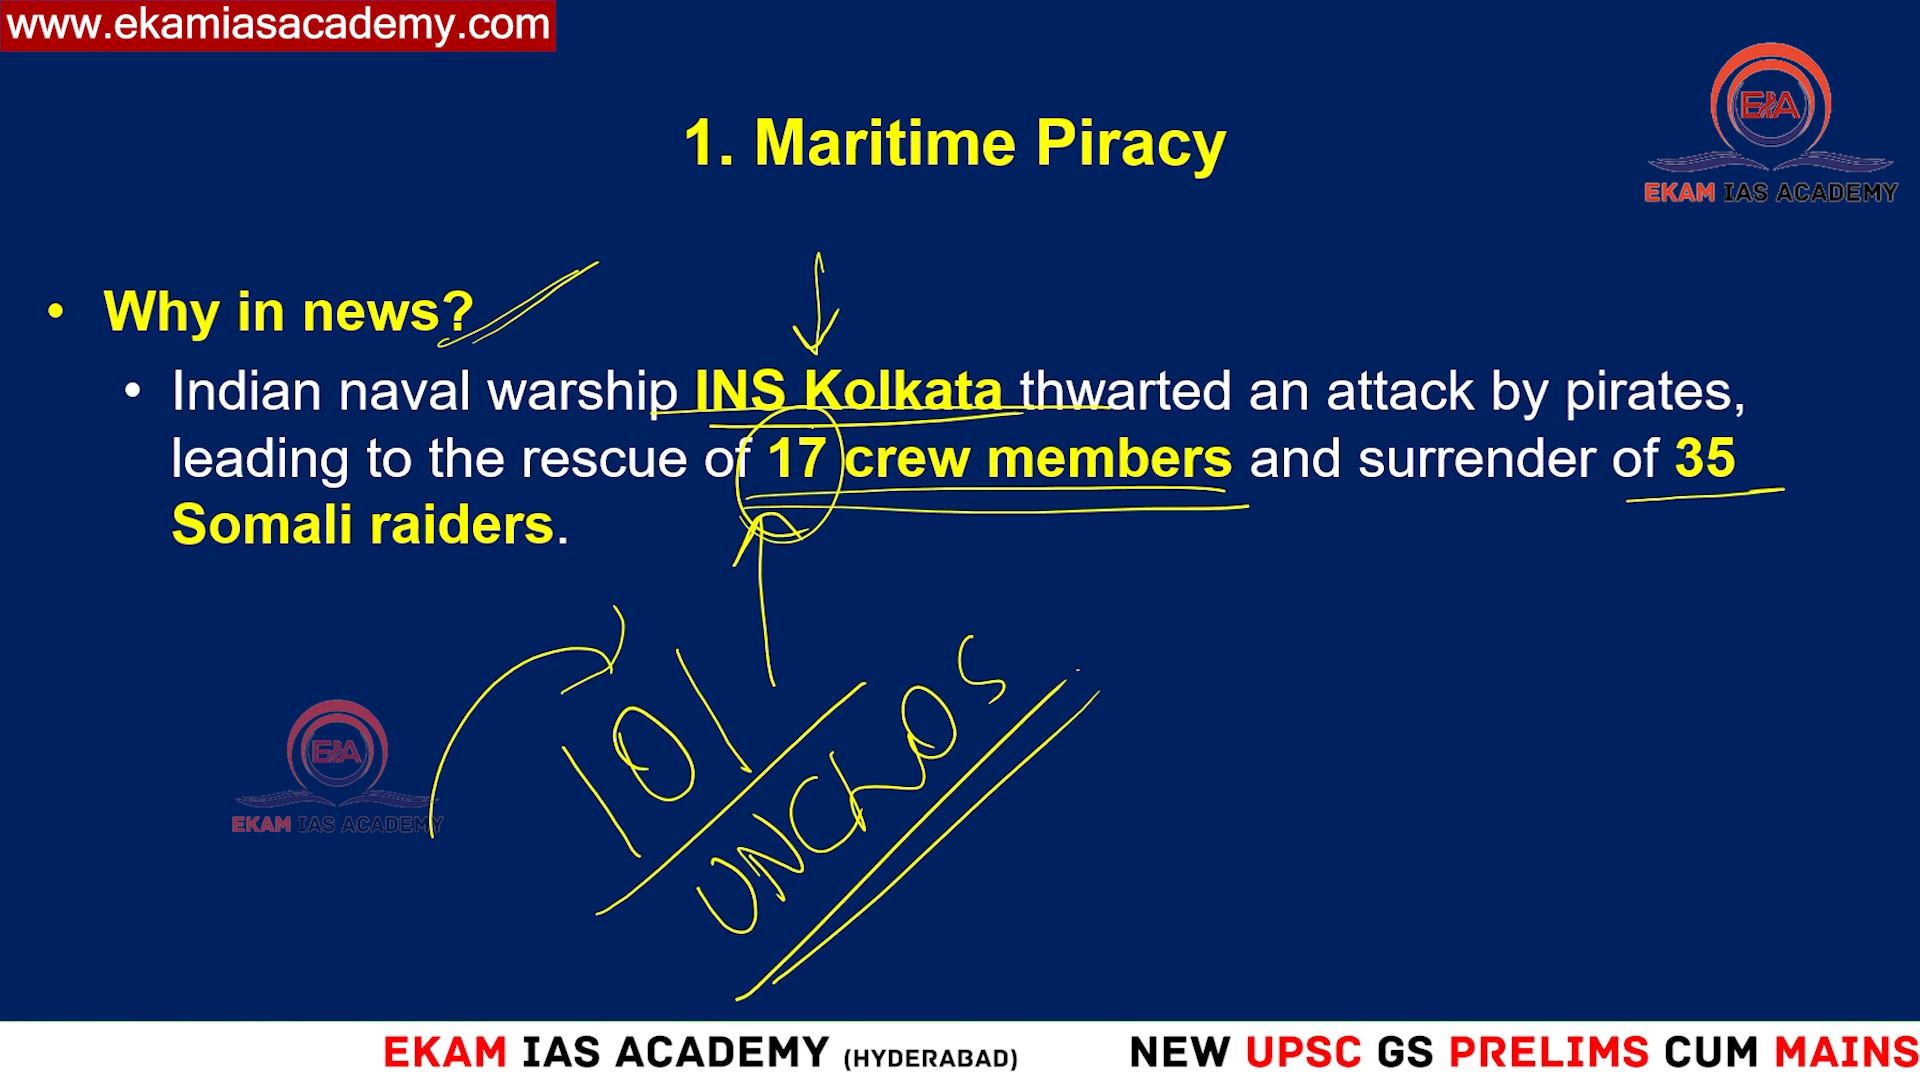 www.ekamiasacademy.com
EIA
EKAM IAS ACADEMY
1. Maritime Piracy
• Why in news?
• Indian naval warship INS Kolkata thwarted an attack by pirates,
leading to the rescue of 17 crew members and surrender of 35
Somali raiders.
101
UNCLOS
EIA
EKAM IAS ACADEMY
EKAM IAS ACADEMY (HYDERABAD) NEW UPSC GS PRELIMS CUM MAINS